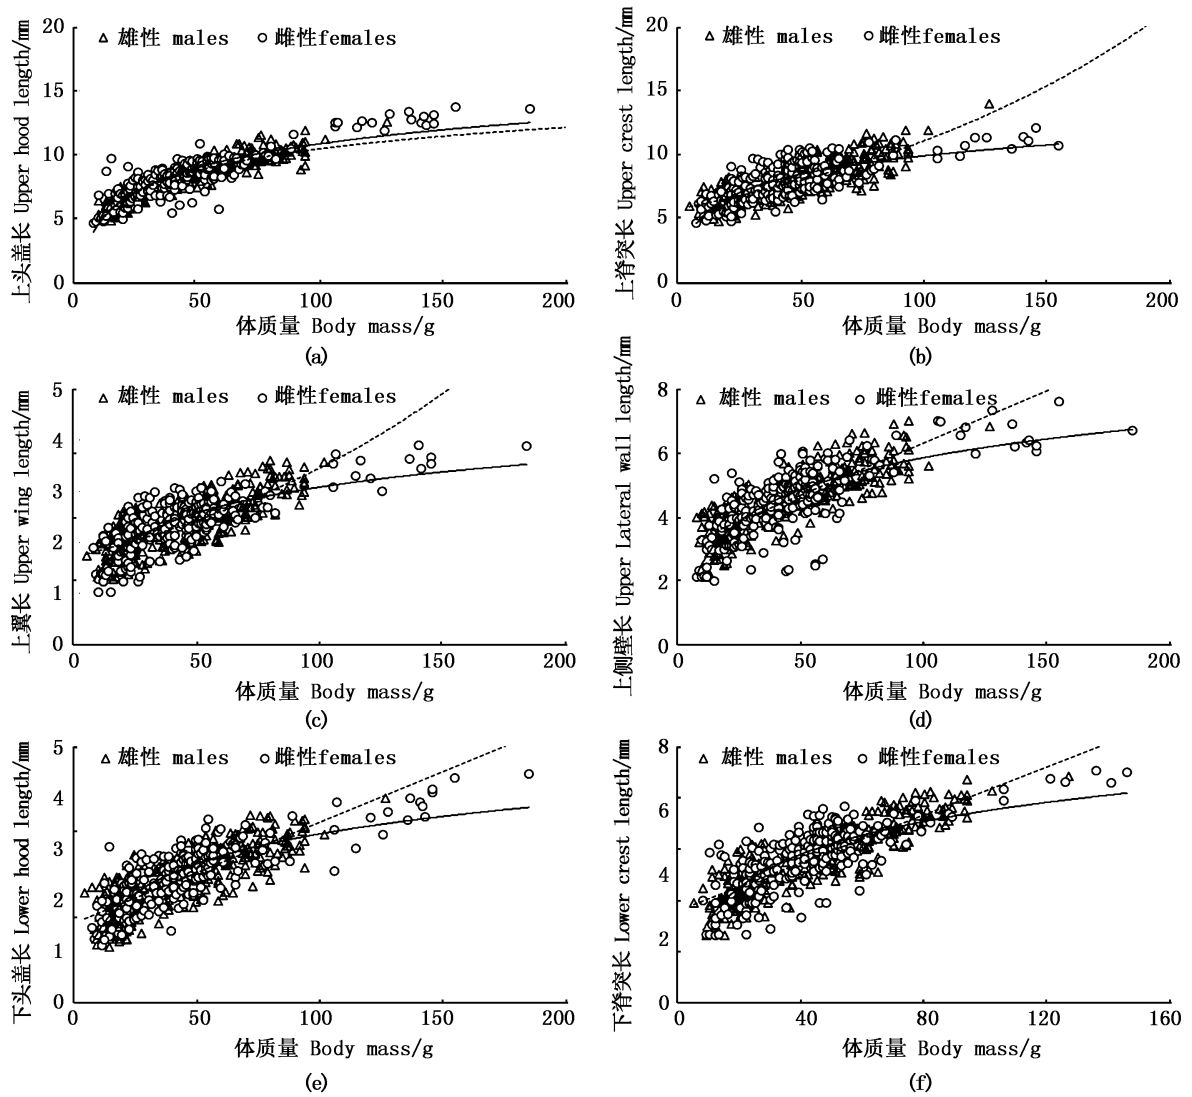 上头盖长 Upper hood length/mm
20
15
10
5
0
△ 雄性 males ○ 雌性females
0 50 100 150 200
体质量 Body mass/g
(a)
上脊突长 Upper crest length/mm
20
15
10
5
0
△ 雄性 males ○ 雌性females
0 50 100 150 200
体质量 Body mass/g
(b)
上翼长 Upper wing length/mm
5
4
3
2
1
0
△ 雄性 males ○ 雌性females
0 50 100 150 200
体质量 Body mass/g
(c)
上侧壁长 Upper Lateral wall length/mm
8
6
4
2
0
△ 雄性 males ○ 雌性females
0 50 100 150 200
体质量 Body mass/g
(d)
下头盖长 Lower hood length/mm
5
4
3
2
1
0
△ 雄性 males ○ 雌性females
0 50 100 150 200
体质量 Body mass/g
(e)
下脊突长 Lower crest length/mm
8
6
4
2
0
△ 雄性 males ○ 雌性females
0 40 80 120 160
体质量 Body mass/g
(f)